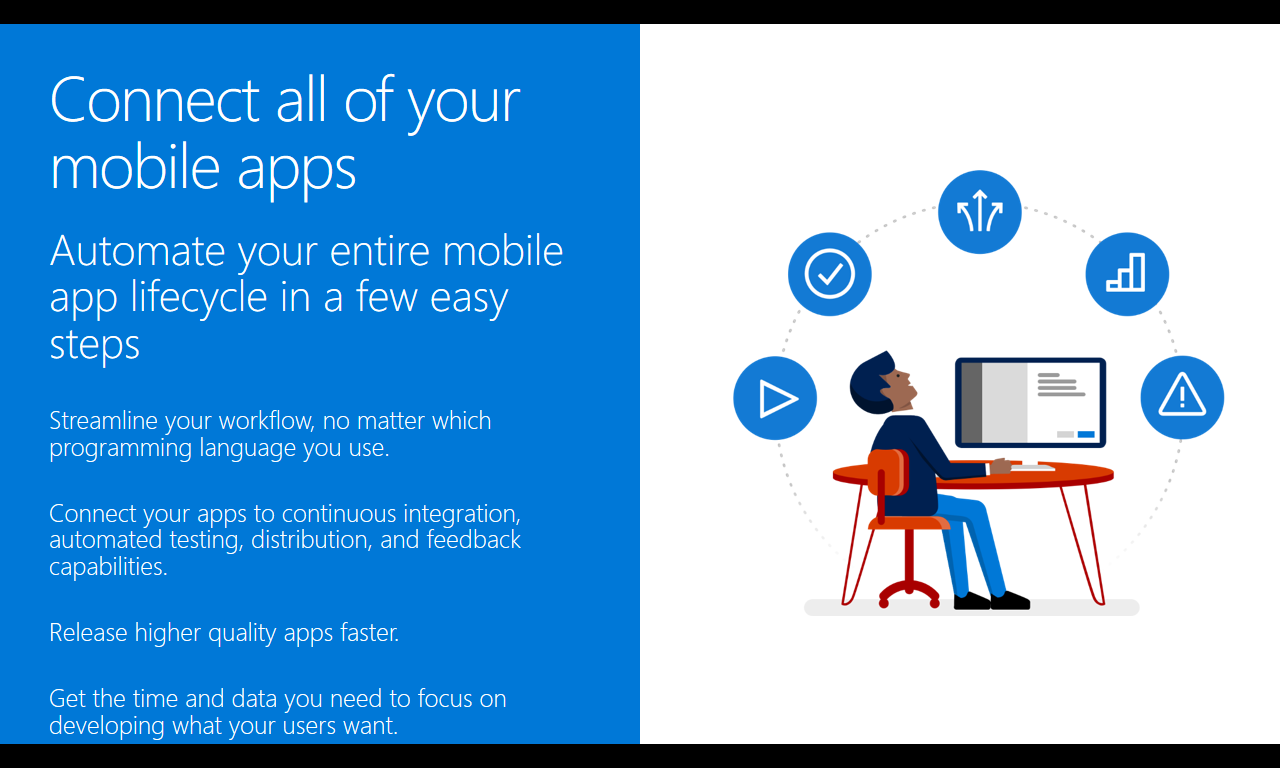 Connect all of your
mobile apps
Automate your entire mobile
app lifecycle in a few easy
steps
Streamline your workflow, no matter which
programming language you use.
Connect your apps to continuous integration,
automated testing, distribution, and feedback
capabilities.
Release higher quality apps faster.
Get the time and data you need to focus on
developing what your users want.